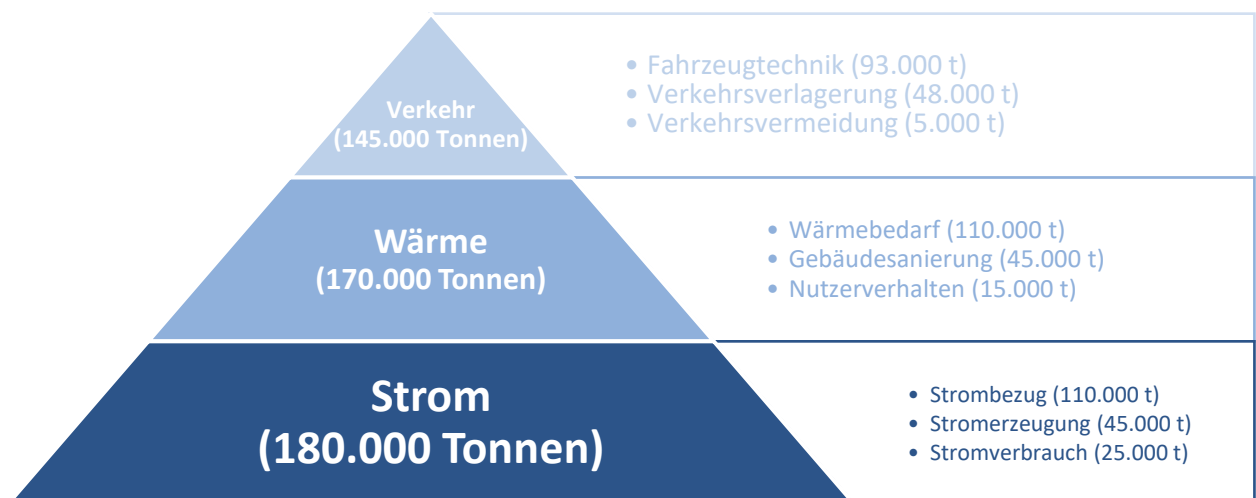 Verkehr
(145.000 Tonnen)
• Fahrzeugtechnik (93.000 t)
• Verkehrsverlagerung (48.000 t)
• Verkehrsvermeidung (5.000 t)
Wärme
(170.000 Tonnen)
• Wärmebedarf (110.000 t)
• Gebäudesanierung (45.000 t)
• Nutzerverhalten (15.000 t)
Strom
(180.000 Tonnen)
• Strombezug (110.000 t)
• Stromerzeugung (45.000 t)
• Stromverbrauch (25.000 t)